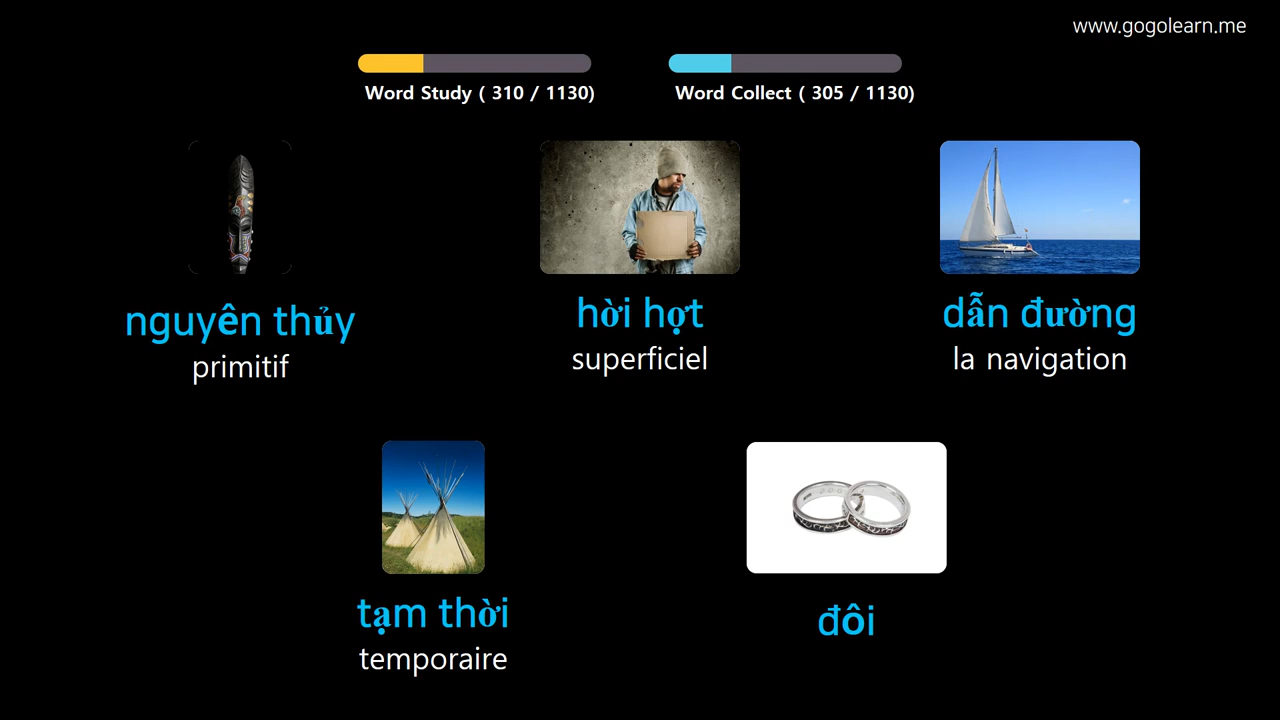 www.gogolearn.me
Word Study ( 310 / 1130)
Word Collect ( 305 / 1130)
nguyên thủy
primitif
hời hợt
superficiel
dẫn đường
la navigation
tạm thời
temporaire
đôi